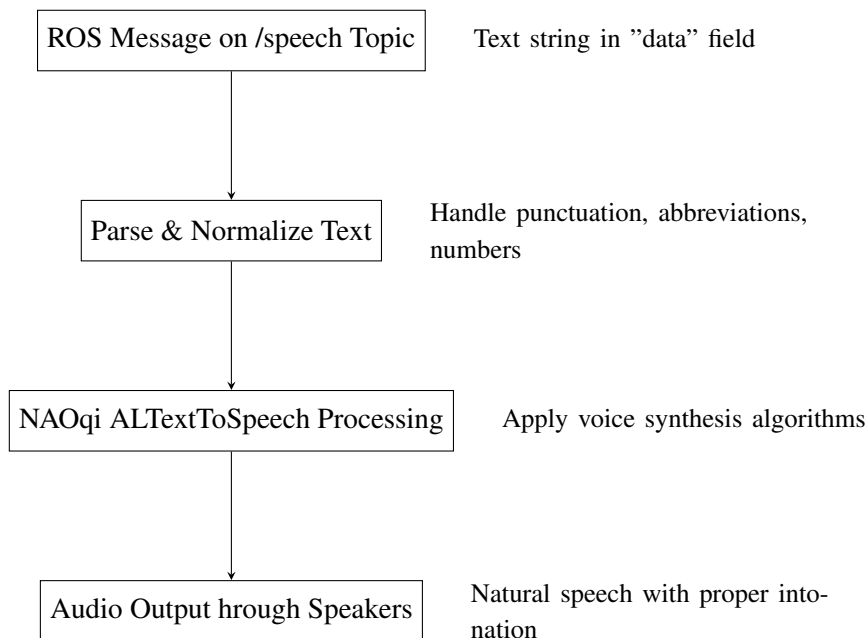 ROS Message on /speech Topic
Text string in ”data” field
Parse & Normalize Text
Handle punctuation, abbreviations,
numbers
NAOqi ALTextToSpeech Processing
Apply voice synthesis algorithms
Audio Output hrough Speakers
Natural speech with proper into-
nation